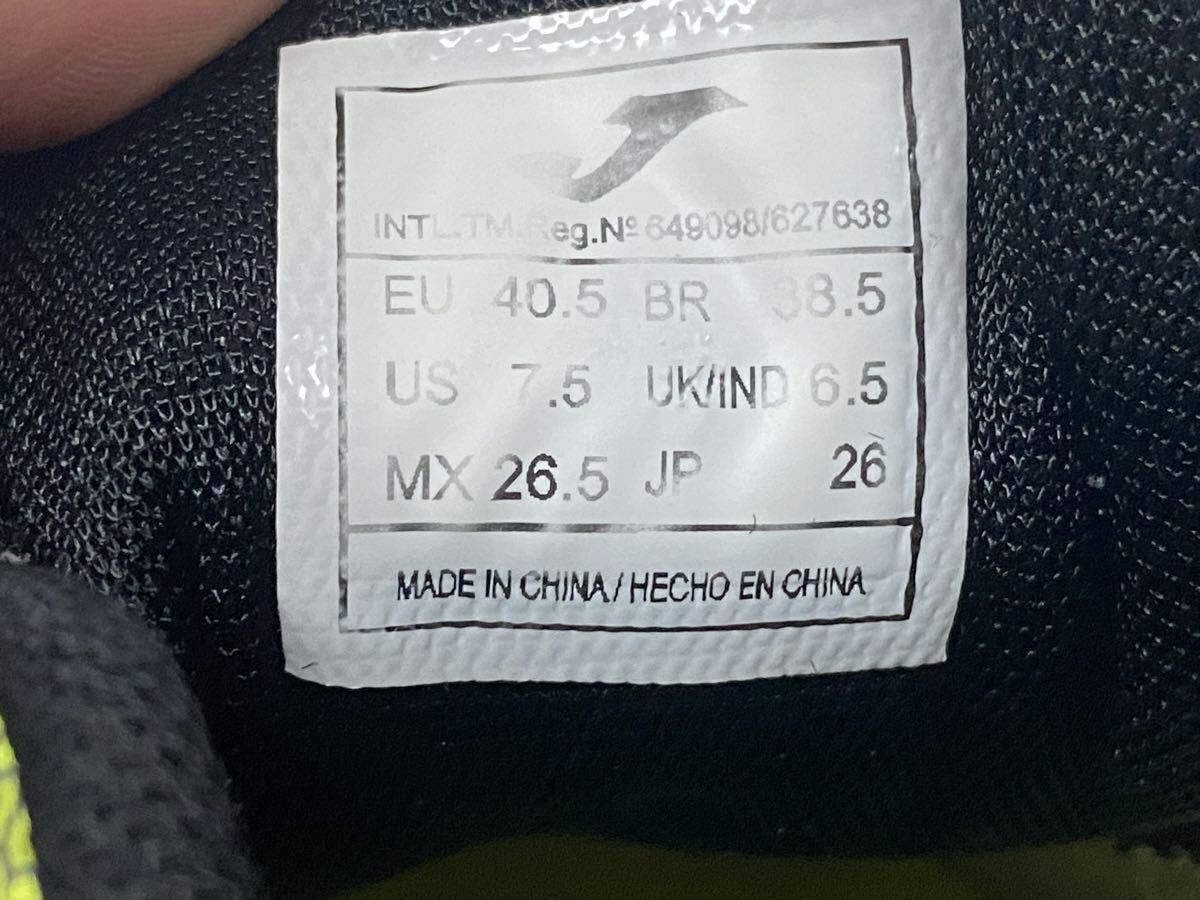 INTL.TM.Reg.Nº 649098/627638
EU 40.5 BR 38.5
US 7.5 UK/IND 6.5
MX 26.5 JP 26
MADE IN CHINA / HECHO EN CHINA